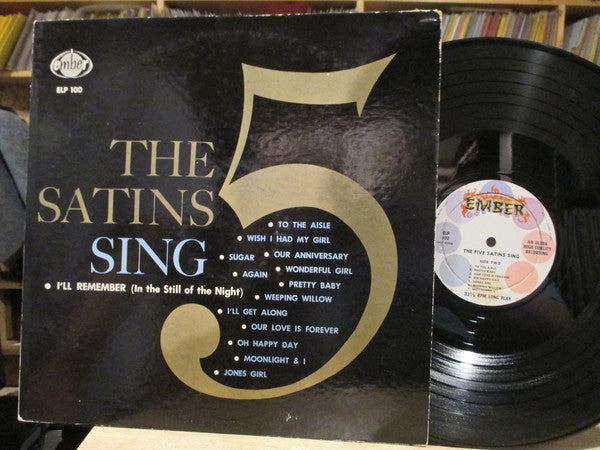 ember
ELP 100
5
THE
SATINS
SING
• TO THE AISLE
• WISH I HAD MY GIRL
• SUGAR • OUR ANNIVERSARY
• AGAIN • WONDERFUL GIRL
• PRETTY BABY
• I'LL REMEMBER (In the Still of the Night) • WEEPING WILLOW
• I'LL GET ALONG
• OUR LOVE IS FOREVER
• OH HAPPY DAY
• MOONLIGHT & I
• JONES GIRL
EMBER
ELP
100
AN ULTRA
HIGH FIDELITY
RECORDING
THE FIVE SATINS SING
SIDE TWO
33⅓ RPM LONG PLAY